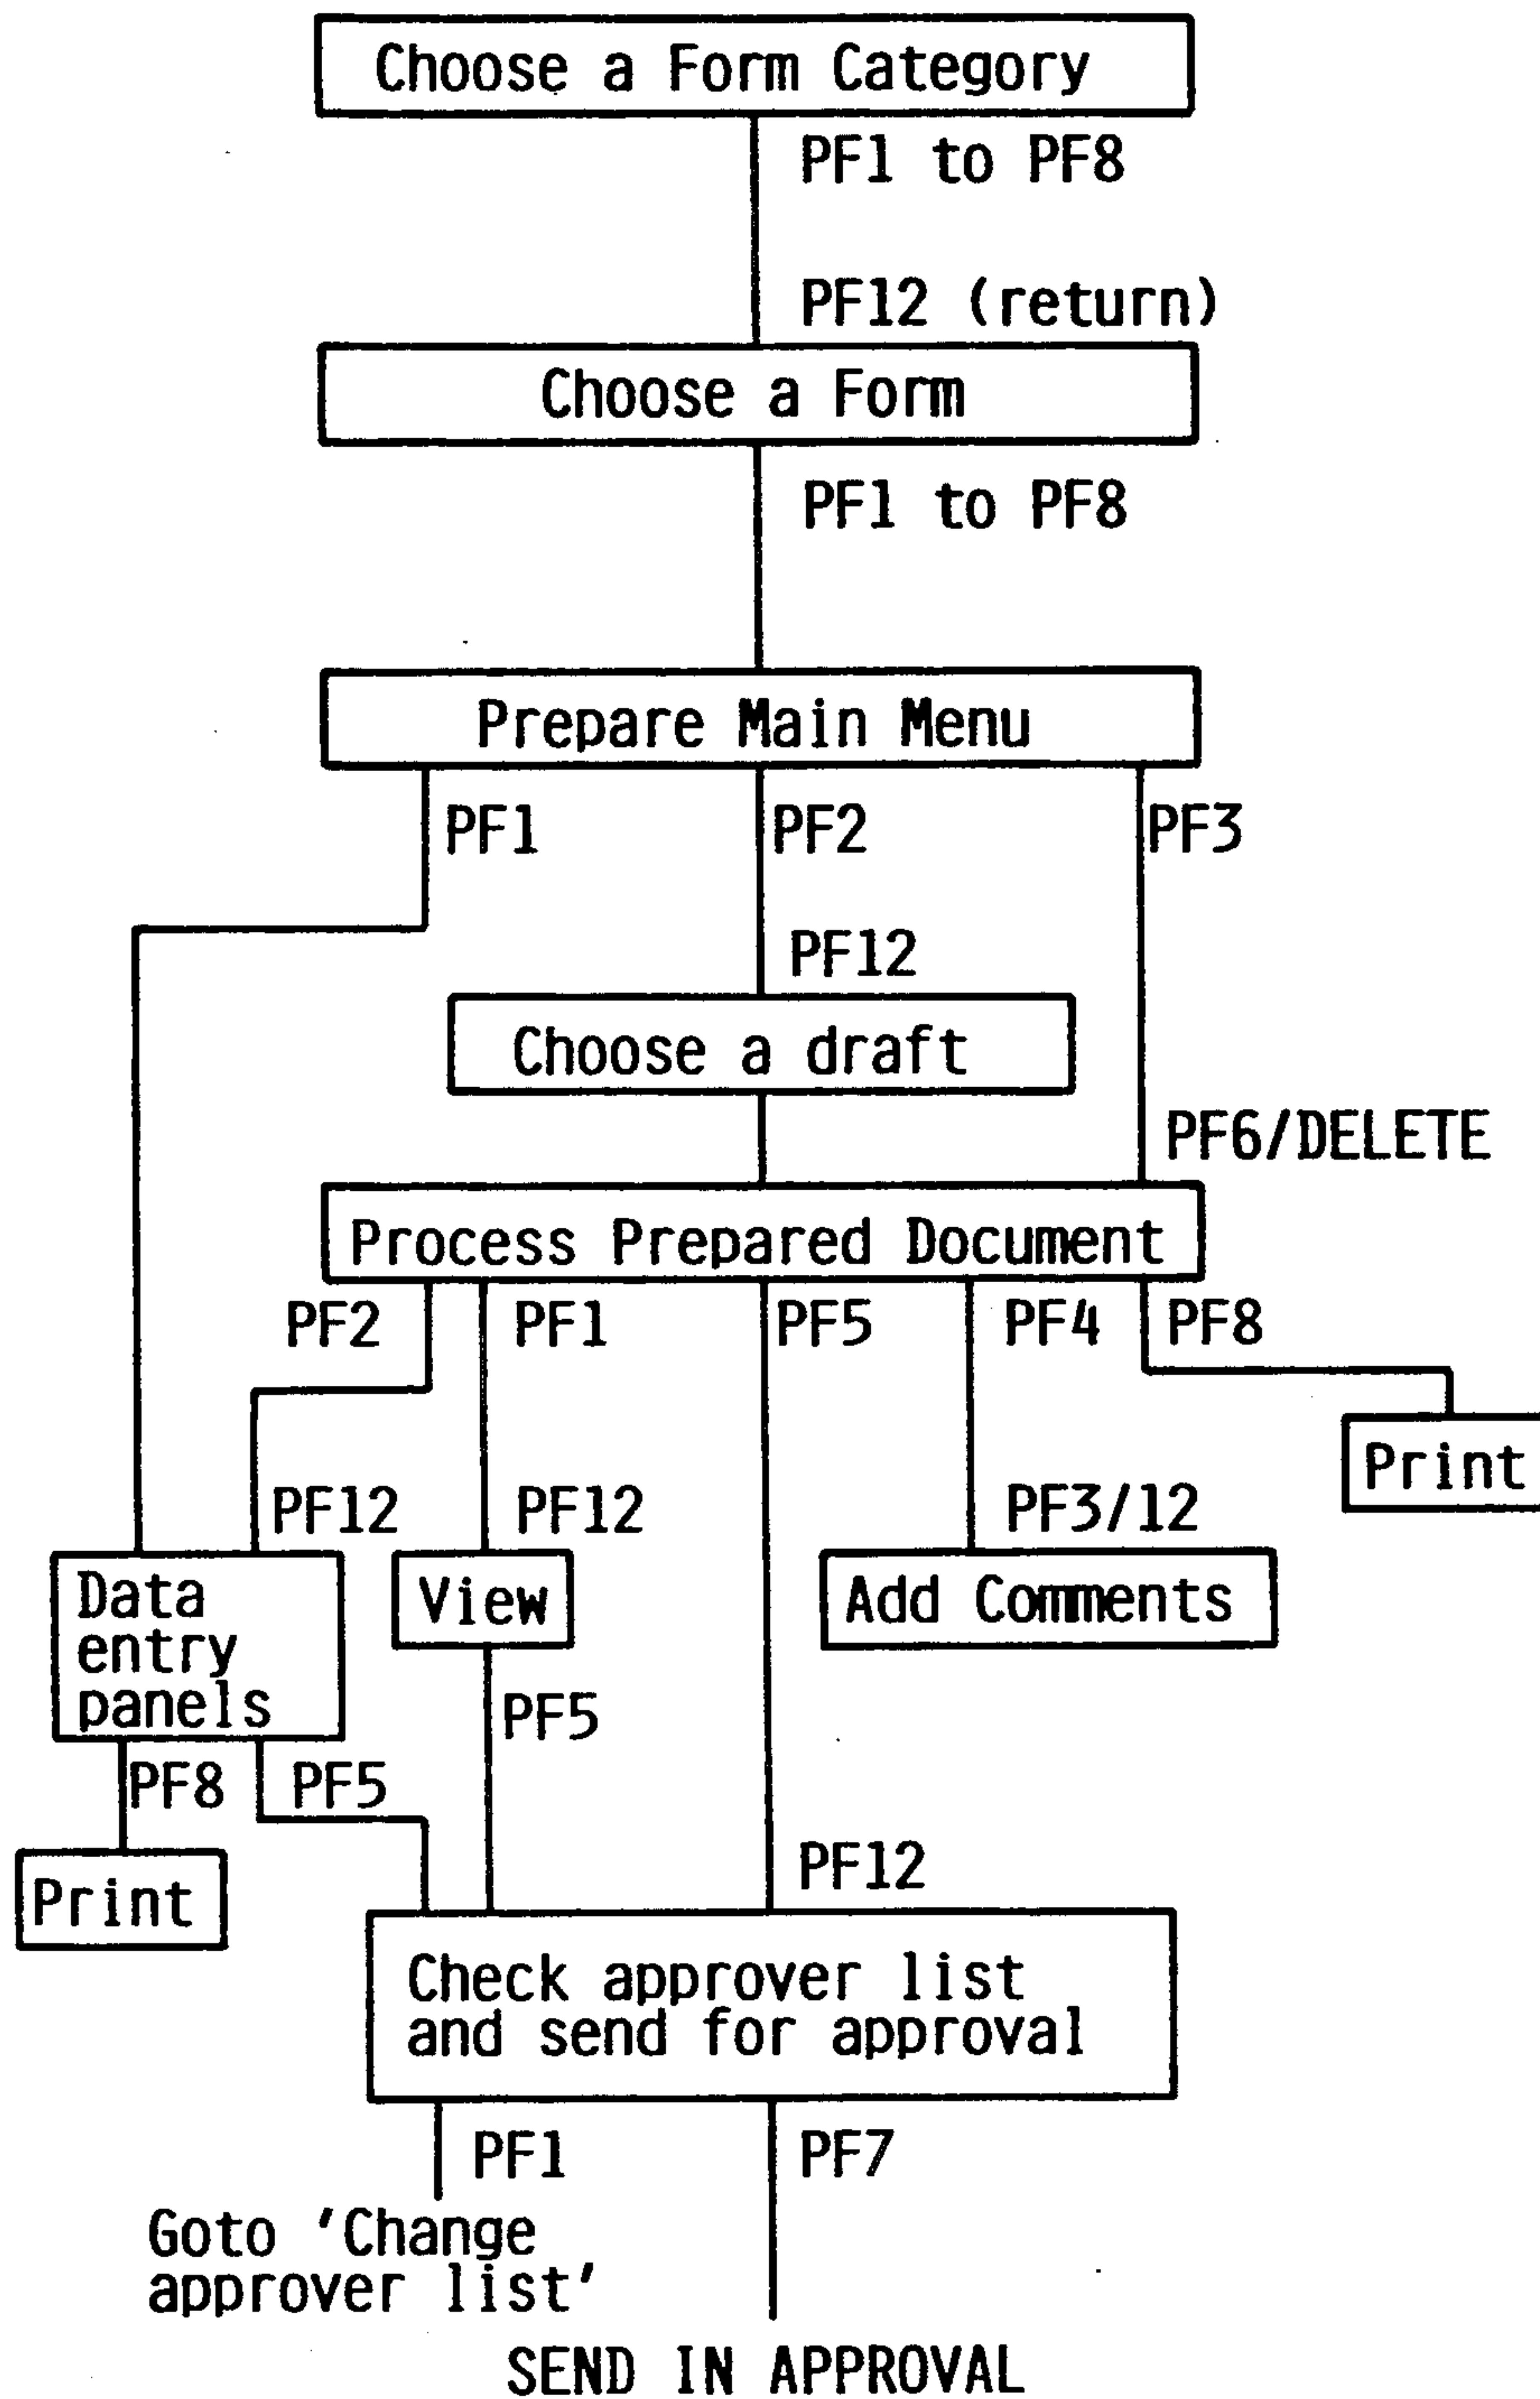 Choose a Form Category
PF1 to PF8
PF12 (return)
Choose a Form
PF1 to PF8
Prepare Main Menu
PF1 PF2 PF3
PF12
Choose a draft
PF6/DELETE
Process Prepared Document
PF2 PF1 PF5 PF4 PF8
Print
PF12 PF12 PF3/12
Data
entry
panels
View
Add Comments
PF5
PF8 PF5
Print
PF12
Check approver list
and send for approval
PF1 PF7
Goto 'Change
approver list'
SEND IN APPROVAL